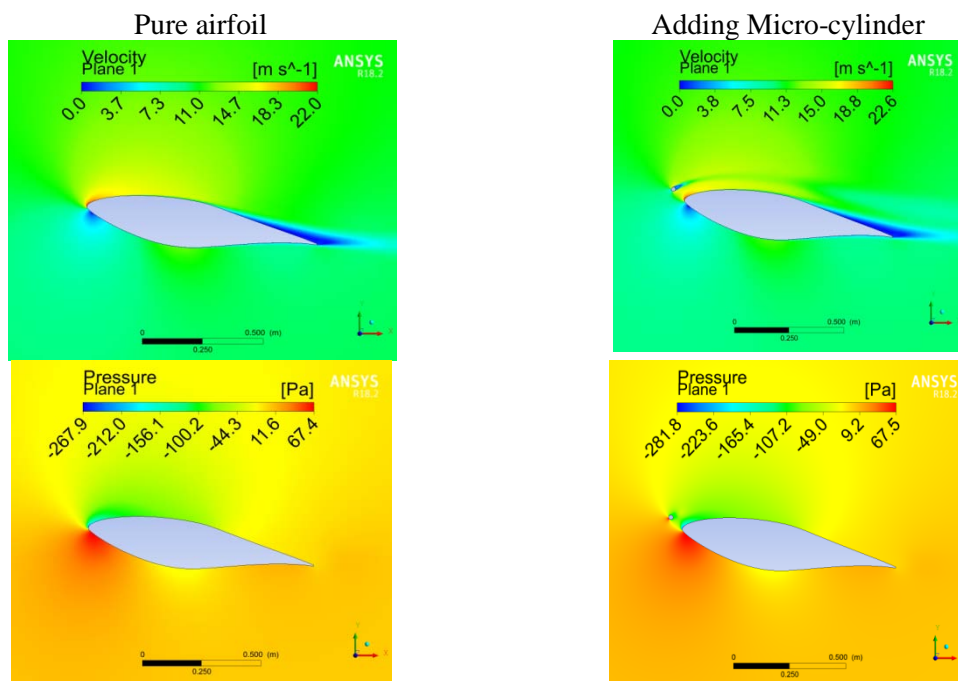 Pure airfoil
Adding Micro-cylinder
Velocity
Plane 1
[m s^-1]
ANSYS
R18.2
0.0 3.7 7.3 11.0 14.7 18.3 22.0
0 0.500 (m)
0.250
Velocity
Plane 1
[m s^-1]
ANSYS
R18.2
0.0 3.8 7.5 11.3 15.0 18.8 22.6
0 0.500 (m)
0.250
Pressure
Plane 1
[Pa]
ANSYS
R18.2
-267.9 -212.0 -156.1 -100.2 -44.3 11.6 67.4
0 0.500 (m)
0.250
X
Pressure
Plane 1
[Pa]
ANSYS
R18.2
-281.8 -223.6 -165.4 -107.2 -49.0 9.2 67.5
0 0.500 (m)
0.250